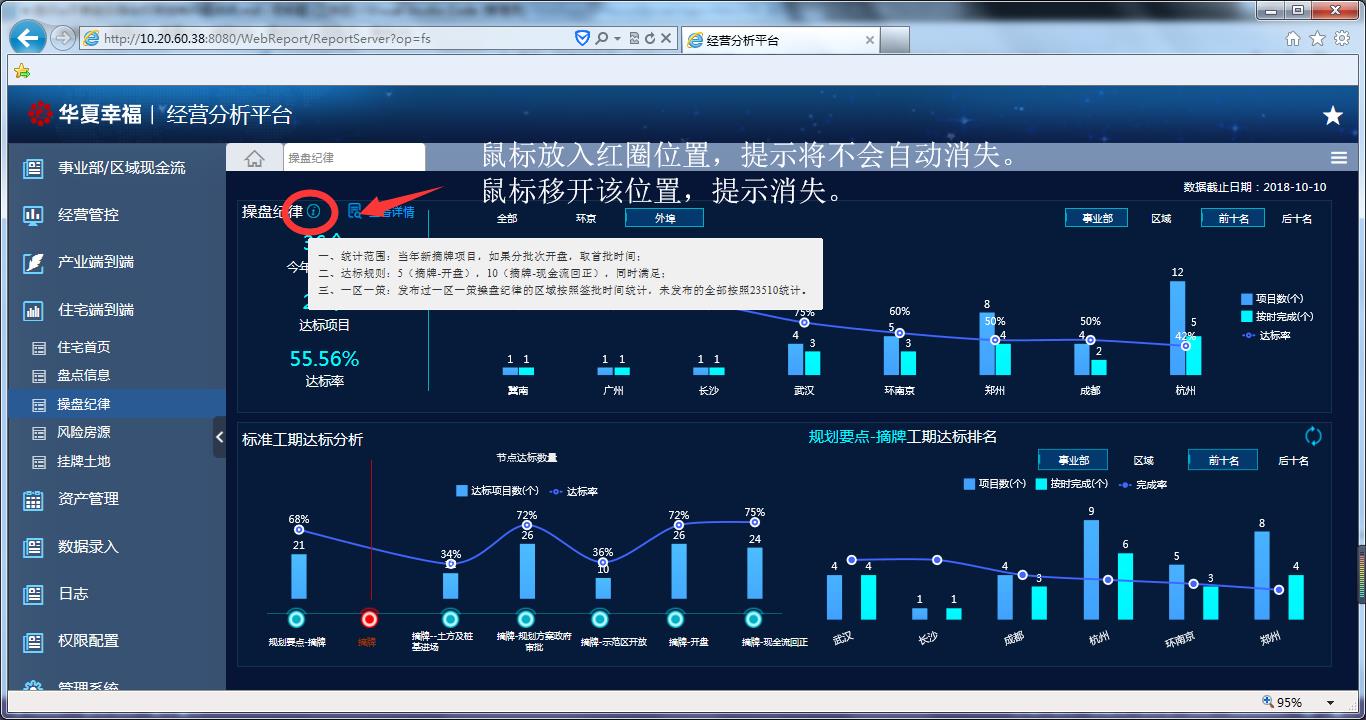 http://10.20.60.38:8080/WebReport/ReportServer?op=fs
经营分析平台
华夏幸福 | 经营分析平台
事业部/区域现金流
经营管控
产业端到端
住宅端到端
住宅首页
盘点信息
操盘纪律
风险房源
挂牌土地
资产管理
数据录入
日志
权限配置
管理系统
操盘纪律
鼠标放入红圈位置，提示将不会自动消失。
鼠标移开该位置，提示消失。
数据截止日期：2018-10-10
操盘纪律
详情
全部 环京 外埠
事业部 区域 前十名 后十名
一、统计范围：当年新摘牌项目，如果分批次开盘，取首批时间；
二、达标规则：5（摘牌-开盘），10（摘牌-现金流回正），同时满足；
三、一区一策：发布过一区一策操盘纪律的区域按照签批时间统计，未发布的全部按照23510统计。
今年
达标项目
55.56%
达标率
项目数(个)
按时完成(个)
达标率
75% 60% 50% 50% 42%
1 1 1 1 1 1 4 3 5 3 8 4 4 2 12 5
冀南 广州 长沙 武汉 环南京 郑州 成都 杭州
标准工期达标分析
节点达标数量
达标项目数(个) 达标率
68% 34% 72% 36% 72% 75%
21 26 10 26 24
规划要点-摘牌
摘牌
摘牌--土方及桩基进场
摘牌-规划方案政府审批
摘牌-示范区开放
摘牌-开盘
摘牌-现金流回正
规划要点-摘牌工期达标排名
事业部 区域 前十名 后十名
项目数(个) 按时完成(个) 完成率
4 4 1 1 4 3 9 6 5 3 8 4
武汉 长沙 成都 杭州 环南京 郑州
95%